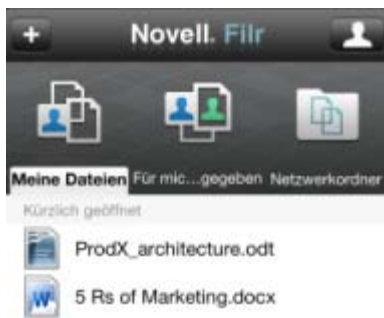 + Novell. Filr
Meine Dateien Für mic...gegeben Netzwerkordner
Kürzlich geöffnet
ProdX_architecture.odt
W 5 Rs of Marketing.docx